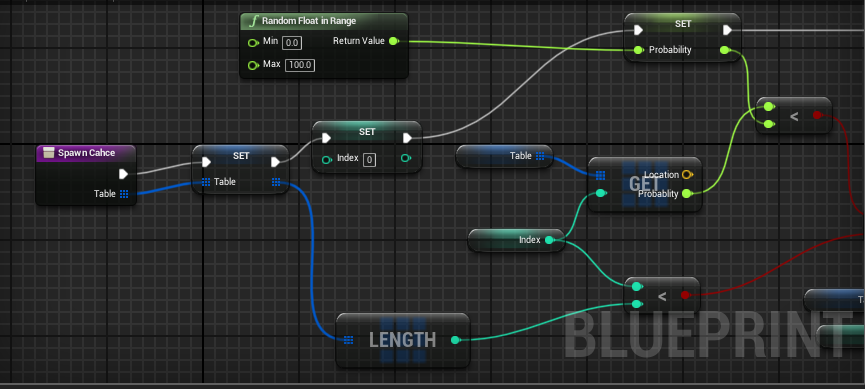 Random Float in Range
Min 0.0
Return Value
Max 100.0
SET
Probability
<
SET
Index 0
Spawn Cahce
Table
SET
Table
Table
GET
Location
Probablity
Index
<
LENGTH
BLUEPRINT